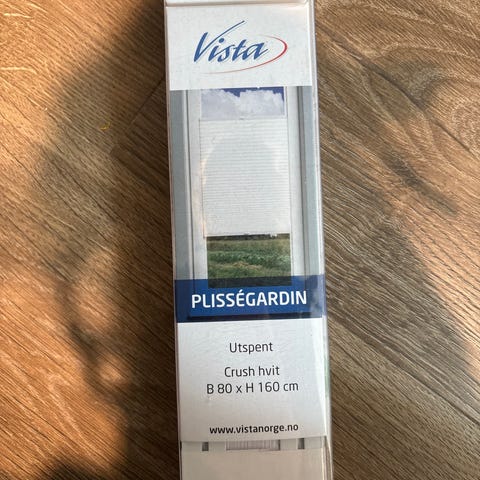 Vista
PLISSÉGARDIN
Utspent
Crush hvit
B 80 x H 160 cm
www.vistanorge.no